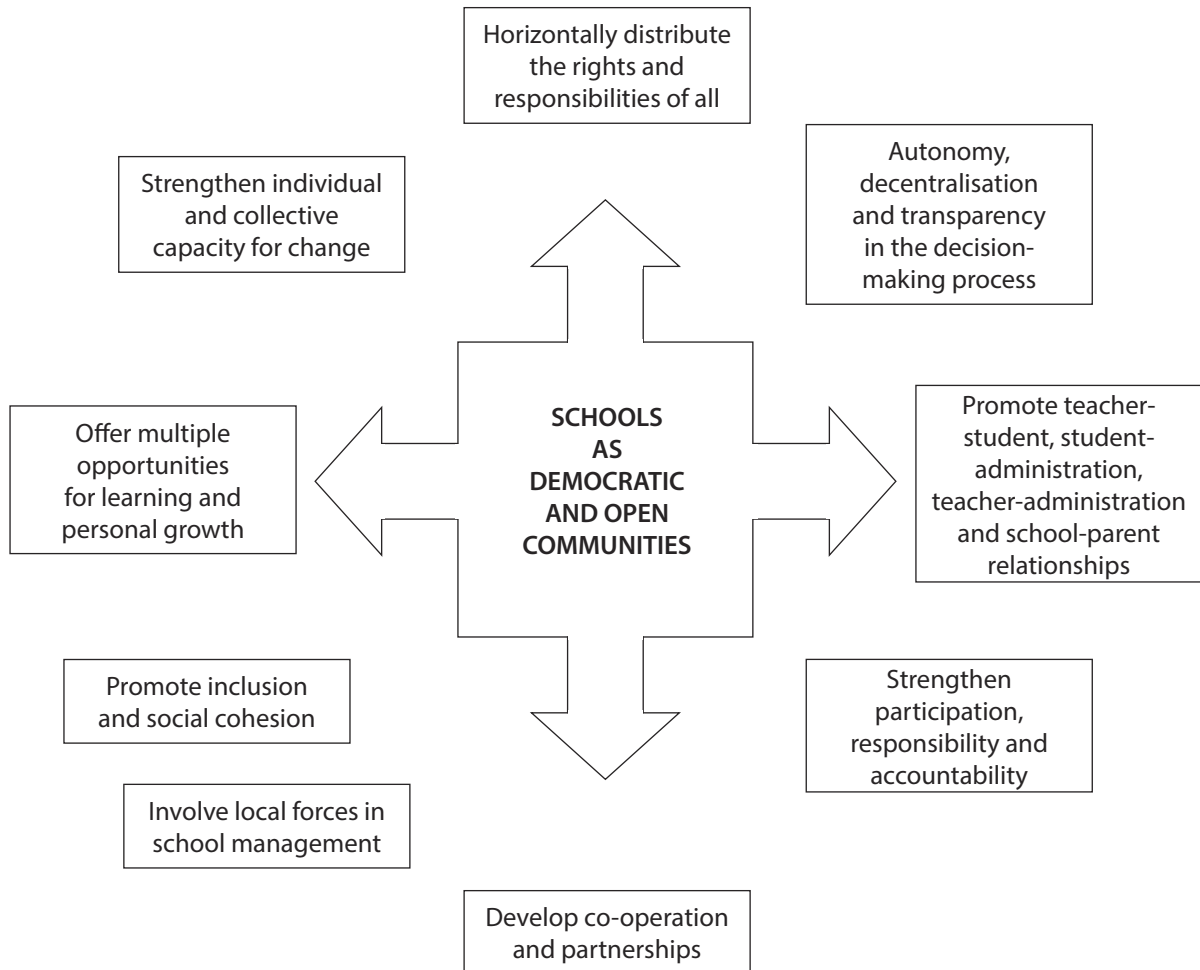 Horizontally distribute
the rights and
responsibilities of all
Strengthen individual
and collective
capacity for change
Autonomy,
decentralisation
and transparency
in the decision-
making process
Offer multiple
opportunities
for learning and
personal growth
SCHOOLS
AS
DEMOCRATIC
AND OPEN
COMMUNITIES
Promote teacher-
student, student-
administration,
teacher-administration
and school-parent
relationships
Promote inclusion
and social cohesion
Strengthen
participation,
responsibility and
accountability
Involve local forces in
school management
Develop co-operation
and partnerships